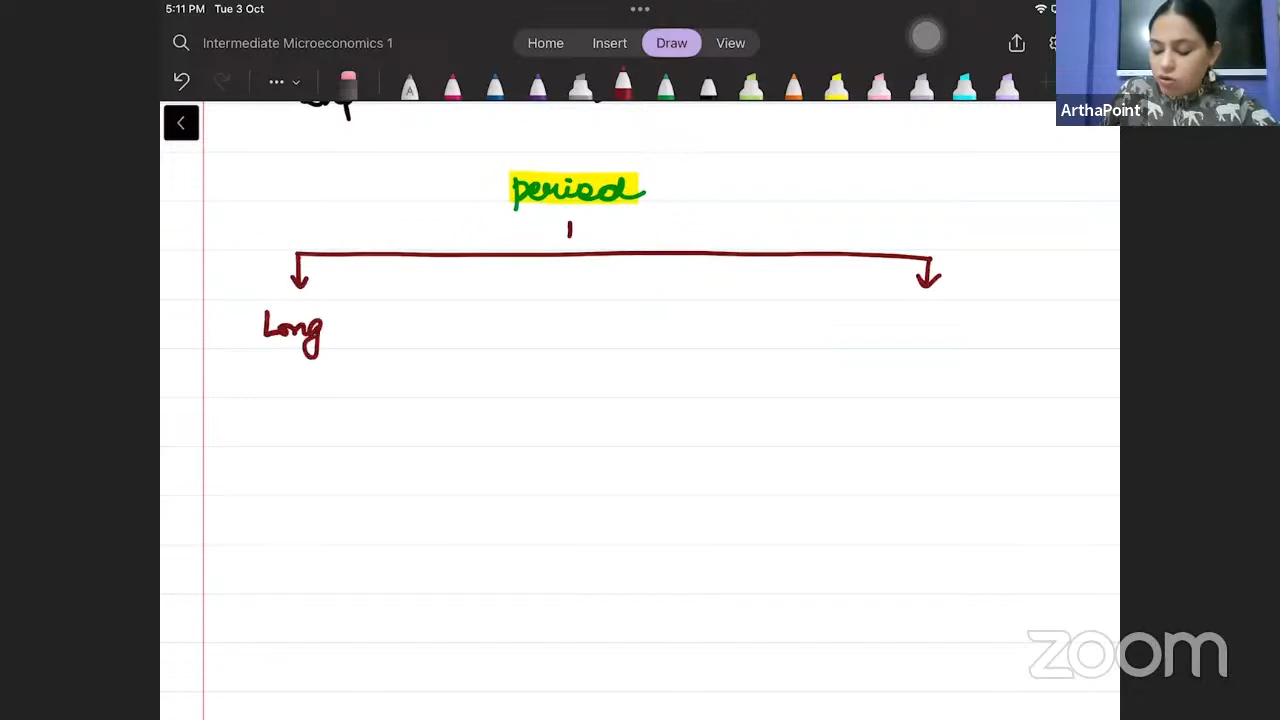 5:11 PM Tue 3 Oct
Intermediate Microeconomics 1
Home Insert Draw View
A
ArthaPoint
period
Long
zoom